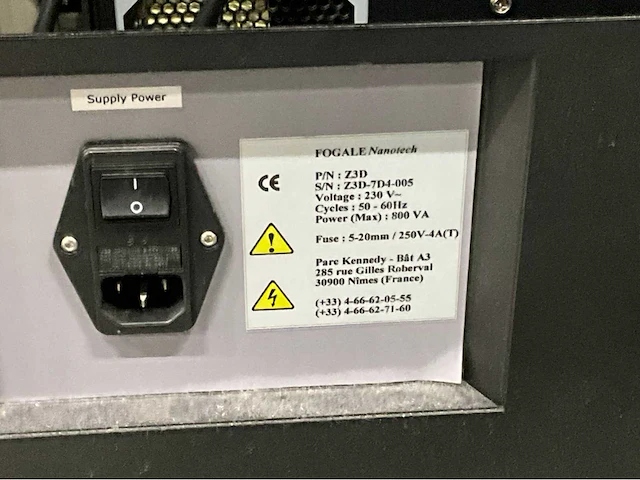 Supply Power
FOGALE Nanotech
P/N : Z3D
S/N : Z3D-7D4-005
Voltage : 230 V~
Cycles : 50 - 60Hz
Power (Max) : 800 VA
Fuse : 5-20mm / 250V-4A(T)
Parc Kennedy - Bât A3
285 rue Gilles Roberval
30900 Nîmes (France)
(+33) 4-66-62-05-55
(+33) 4-66-62-71-60
CE
I
O